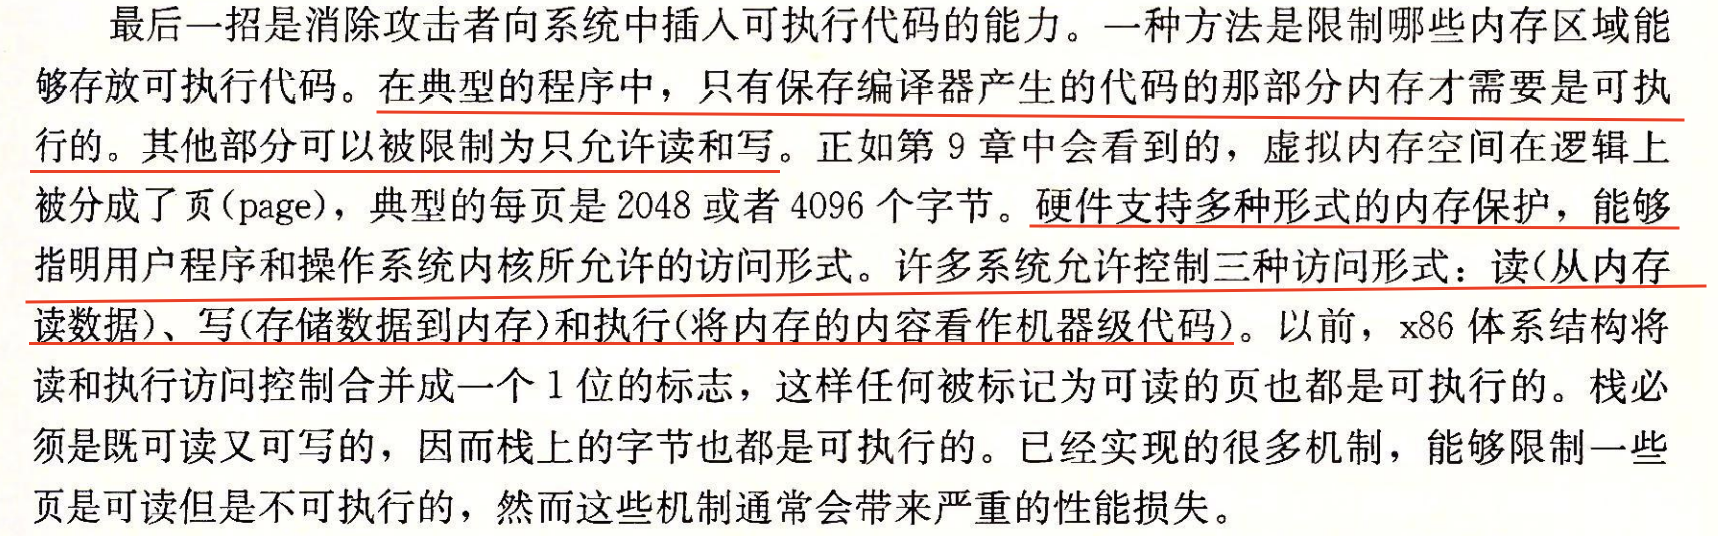 最后一招是消除攻击者向系统中插入可执行代码的能力。一种方法是限制哪些内存区域能
够存放可执行代码。在典型的程序中，只有保存编译器产生的代码的那部分内存才需要是可执
行的。其他部分可以被限制为只允许读和写。正如第 9 章中会看到的，虚拟内存空间在逻辑上
被分成了页(page)，典型的每页是 2048 或者 4096 个字节。硬件支持多种形式的内存保护，能够
指明用户程序和操作系统内核所允许的访问形式。许多系统允许控制三种访问形式：读(从内存
读数据)、写(存储数据到内存)和执行(将内存的内容看作机器级代码)。以前，x86 体系结构将
读和执行访问控制合并成一个 1 位的标志，这样任何被标记为可读的页也都是可执行的。栈必
须是既可读又可写的，因而栈上的字节也都是可执行的。已经实现的很多机制，能够限制一些
页是可读但是不可执行的，然而这些机制通常会带来严重的性能损失。